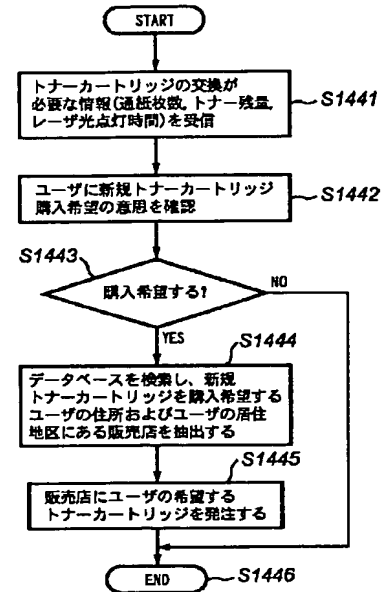 START
トナーカートリッジの交換が
必要な情報(通紙枚数,トナー残量,
レーザ光点灯時間)を受信
S1441
ユーザに新規トナーカートリッジ
購入希望の意思を確認
S1442
S1443
購入希望する?
NO
YES
S1444
データベースを検索し、新規
トナーカートリッジを購入希望する
ユーザの住所およびユーザの居住
地区にある販売店を抽出する
S1445
販売店にユーザの希望する
トナーカートリッジを発注する
END
S1446